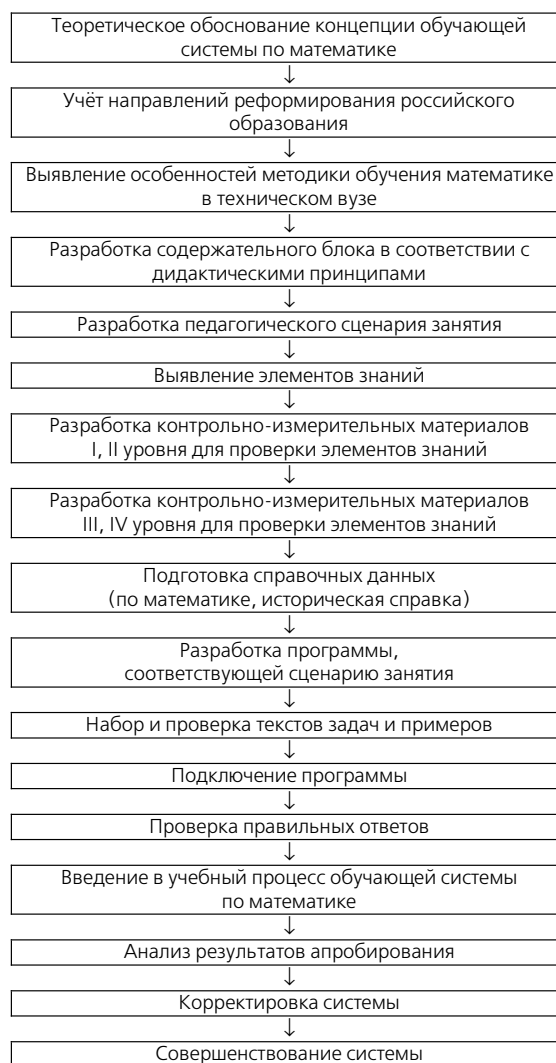 Теоретическое обоснование концепции обучающей
системы по математике
↓
Учёт направлений реформирования российского
образования
↓
Выявление особенностей методики обучения математике
в техническом вузе
↓
Разработка содержательного блока в соответствии с
дидактическими принципами
↓
Разработка педагогического сценария занятия
↓
Выявление элементов знаний
↓
Разработка контрольно-измерительных материалов
I, II уровня для проверки элементов знаний
↓
Разработка контрольно-измерительных материалов
III, IV уровня для проверки элементов знаний
↓
Подготовка справочных данных
(по математике, историческая справка)
↓
Разработка программы,
соответствующей сценарию занятия
↓
Набор и проверка текстов задач и примеров
↓
Подключение программы
↓
Проверка правильных ответов
↓
Введение в учебный процесс обучающей системы
по математике
↓
Анализ результатов апробирования
↓
Корректировка системы
↓
Совершенствование системы